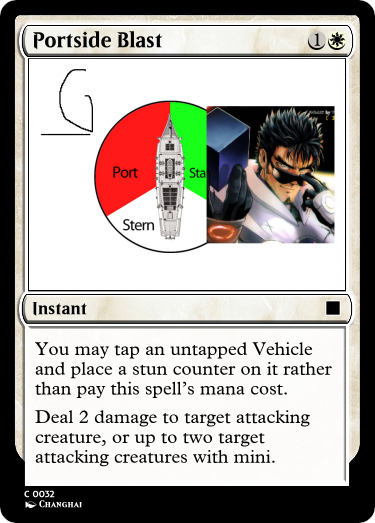 Portside Blast 1
G
Port
Sta
Stern
Instant
You may tap an untapped Vehicle
and place a stun counter on it rather
than pay this spell's mana cost.
Deal 2 damage to target attacking
creature, or up to two target
attacking creatures with mini.
C 0032
Changhai